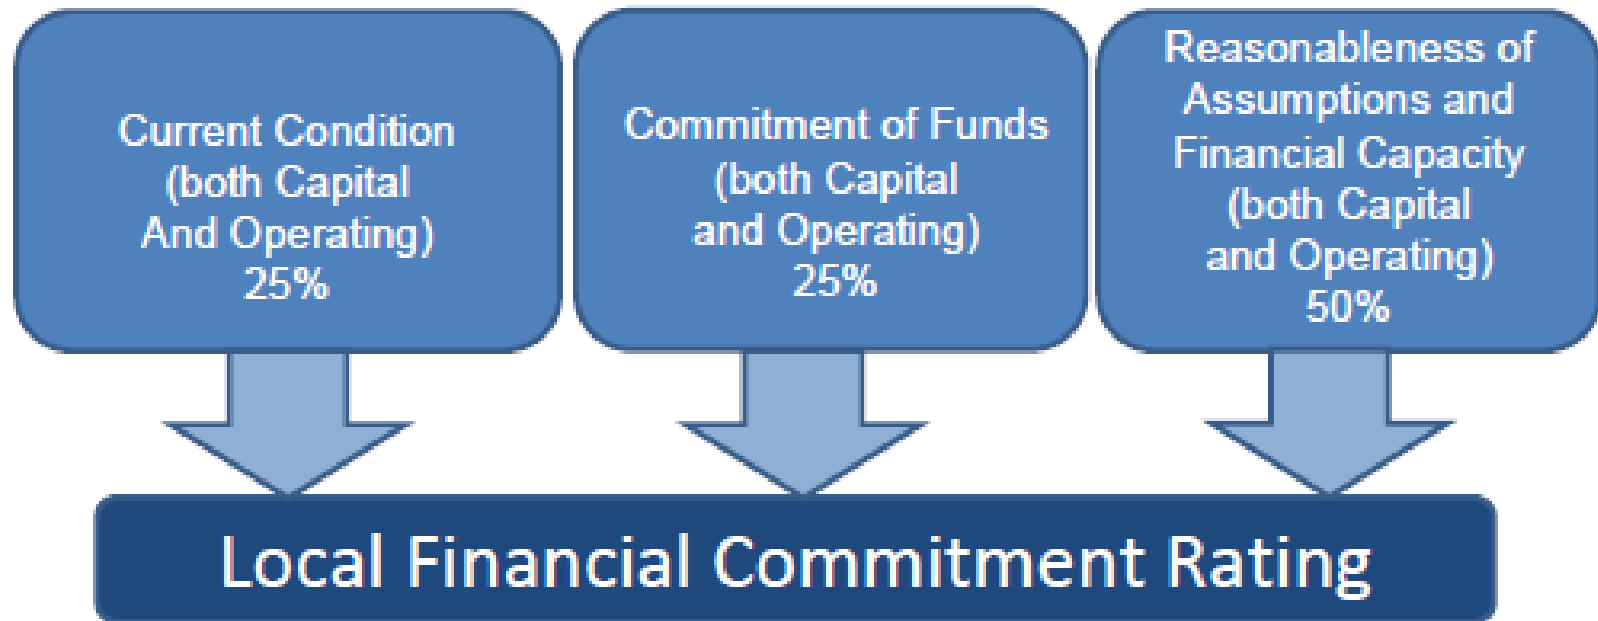 Current Condition
(both Capital
And Operating)
25%
Commitment of Funds
(both Capital
and Operating)
25%
Reasonableness of
Assumptions and
Financial Capacity
(both Capital
and Operating)
50%
Local Financial Commitment Rating